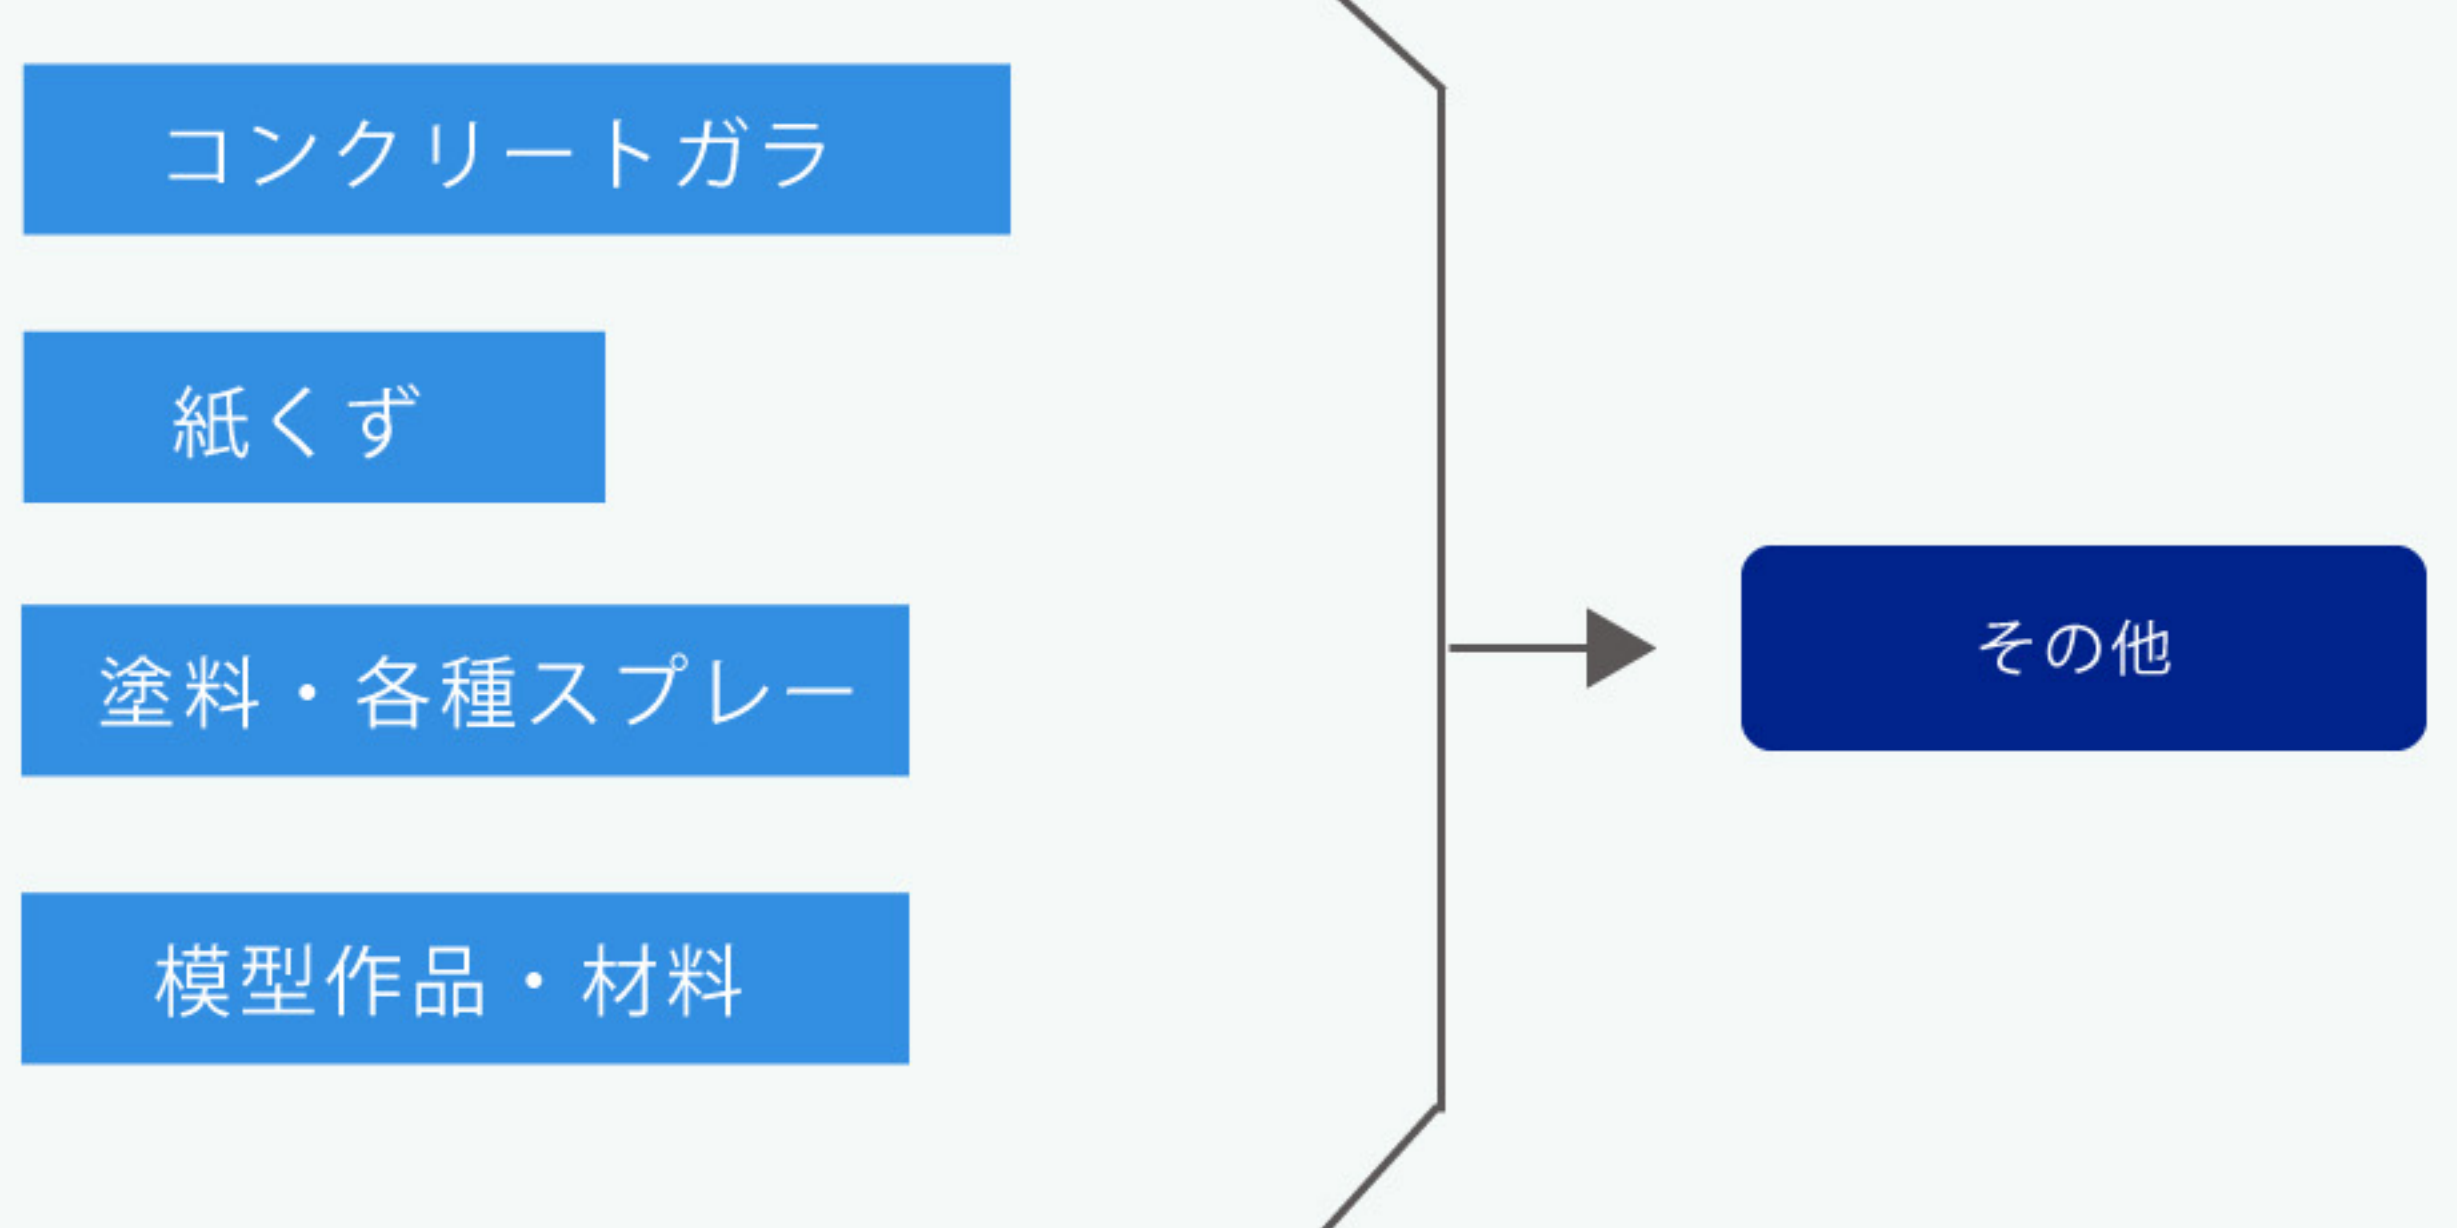 コンクリートガラ
紙くず
塗料・各種スプレー
模型作品・材料
その他